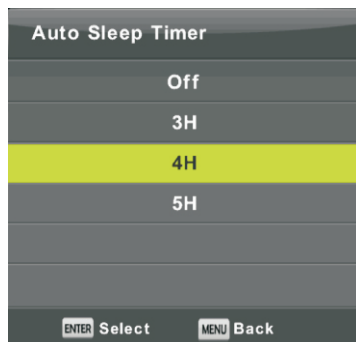 Auto Sleep Timer
Off
3H
4H
5H
ENTER Select MENU Back